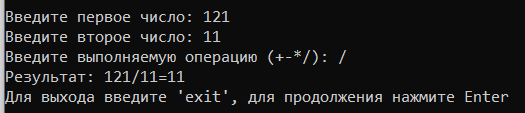 Введите первое число: 121
Введите второе число: 11
Введите выполняемую операцию (+-*/): /
Результат: 121/11=11
Для выхода введите 'exit', для продолжения нажмите Enter